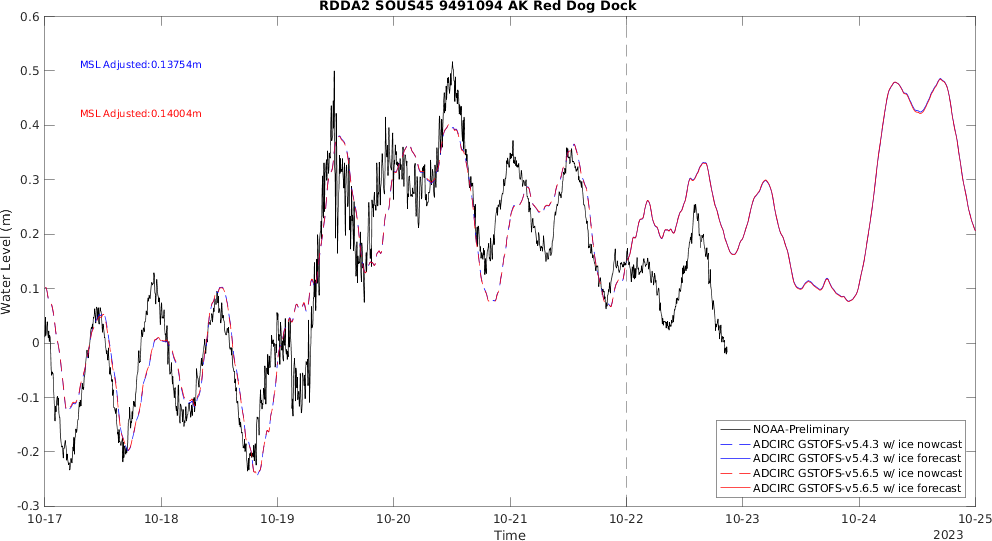 RDDA2 SOUS45 9491094 AK Red Dog Dock
0.6
0.5
0.4
0.3
0.2
0.1
0
-0.1
-0.2
-0.3
Water Level (m)
MSL Adjusted:0.13754m
MSL Adjusted:0.14004m
NOAA-Preliminary
ADCIRC GSTOFS-v5.4.3 w/ ice nowcast
ADCIRC GSTOFS-v5.4.3 w/ ice forecast
ADCIRC GSTOFS-v5.6.5 w/ ice nowcast
ADCIRC GSTOFS-v5.6.5 w/ ice forecast
10-17 10-18 10-19 10-20 10-21 10-22 10-23 10-24 10-25
Time
2023